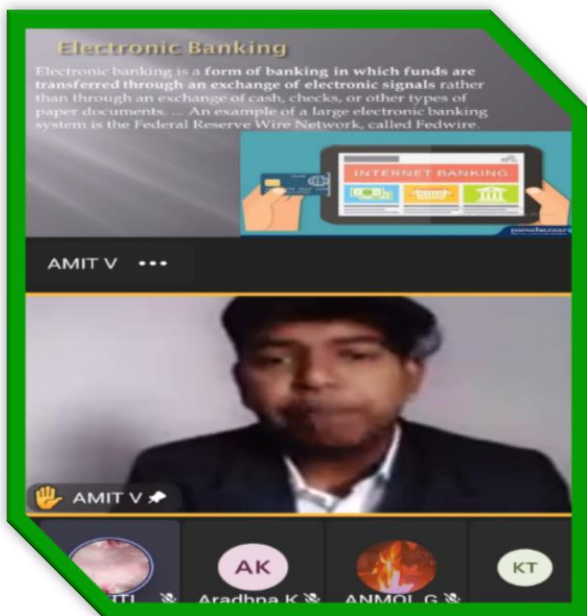 Electronic Banking
Electronic banking is a form of banking in which funds are
transferred through an exchange of electronic signals rather
than through an exchange of cash, checks, or other types of
paper documents. ... An example of a large electronic banking
system is the Federal Reserve Wire Network, called Fedwire.
INTERNET BANKING
AMIT V
AMIT V
AK
KT
Aradhna K
ANMOL G